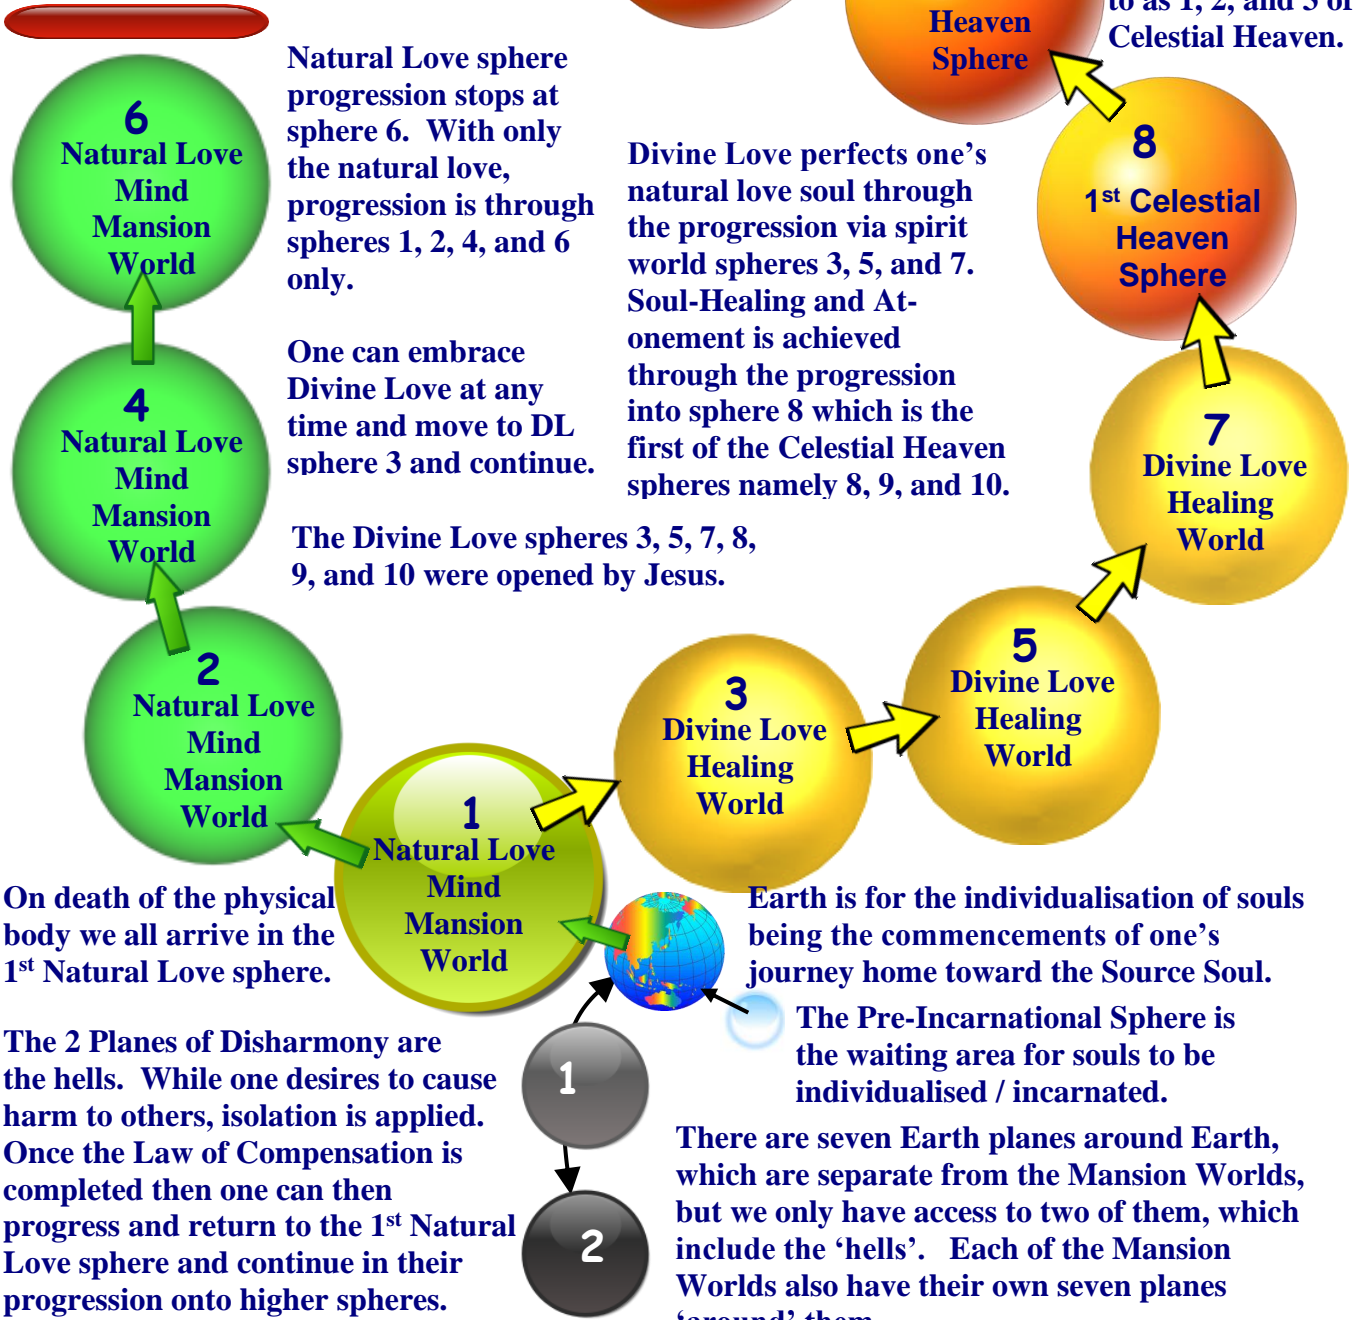 Heaven
Sphere
to as 1, 2, and 3 of
Celestial Heaven.
Natural Love sphere
progression stops at
sphere 6.  With only
the natural love,
progression is through
spheres 1, 2, 4, and 6
only.
One can embrace
Divine Love at any
time and move to DL
sphere 3 and continue.
Divine Love perfects one’s
natural love soul through
the progression via spirit
world spheres 3, 5, and 7.
Soul-Healing and At-
onement is achieved
through the progression
into sphere 8 which is the
first of the Celestial Heaven
spheres namely 8, 9, and 10.
The Divine Love spheres 3, 5, 7, 8,
9, and 10 were opened by Jesus.
6
Natural Love
Mind
Mansion
World
4
Natural Love
Mind
Mansion
World
2
Natural Love
Mind
Mansion
World
1
Natural Love
Mind
Mansion
World
3
Divine Love
Healing
World
5
Divine Love
Healing
World
7
Divine Love
Healing
World
8
1st Celestial
Heaven
Sphere
On death of the physical
body we all arrive in the
1st Natural Love sphere.
Earth is for the individualisation of souls
being the commencements of one’s
journey home toward the Source Soul.
The Pre-Incarnational Sphere is
the waiting area for souls to be
individualised / incarnated.
The 2 Planes of Disharmony are
the hells.  While one desires to cause
harm to others, isolation is applied.
Once the Law of Compensation is
completed then one can then
progress and return to the 1st Natural
Love sphere and continue in their
progression onto higher spheres.
1
2
There are seven Earth planes around Earth,
which are separate from the Mansion Worlds,
but we only have access to two of them, which
include the ‘hells’.   Each of the Mansion
Worlds also have their own seven planes
‘around’ them